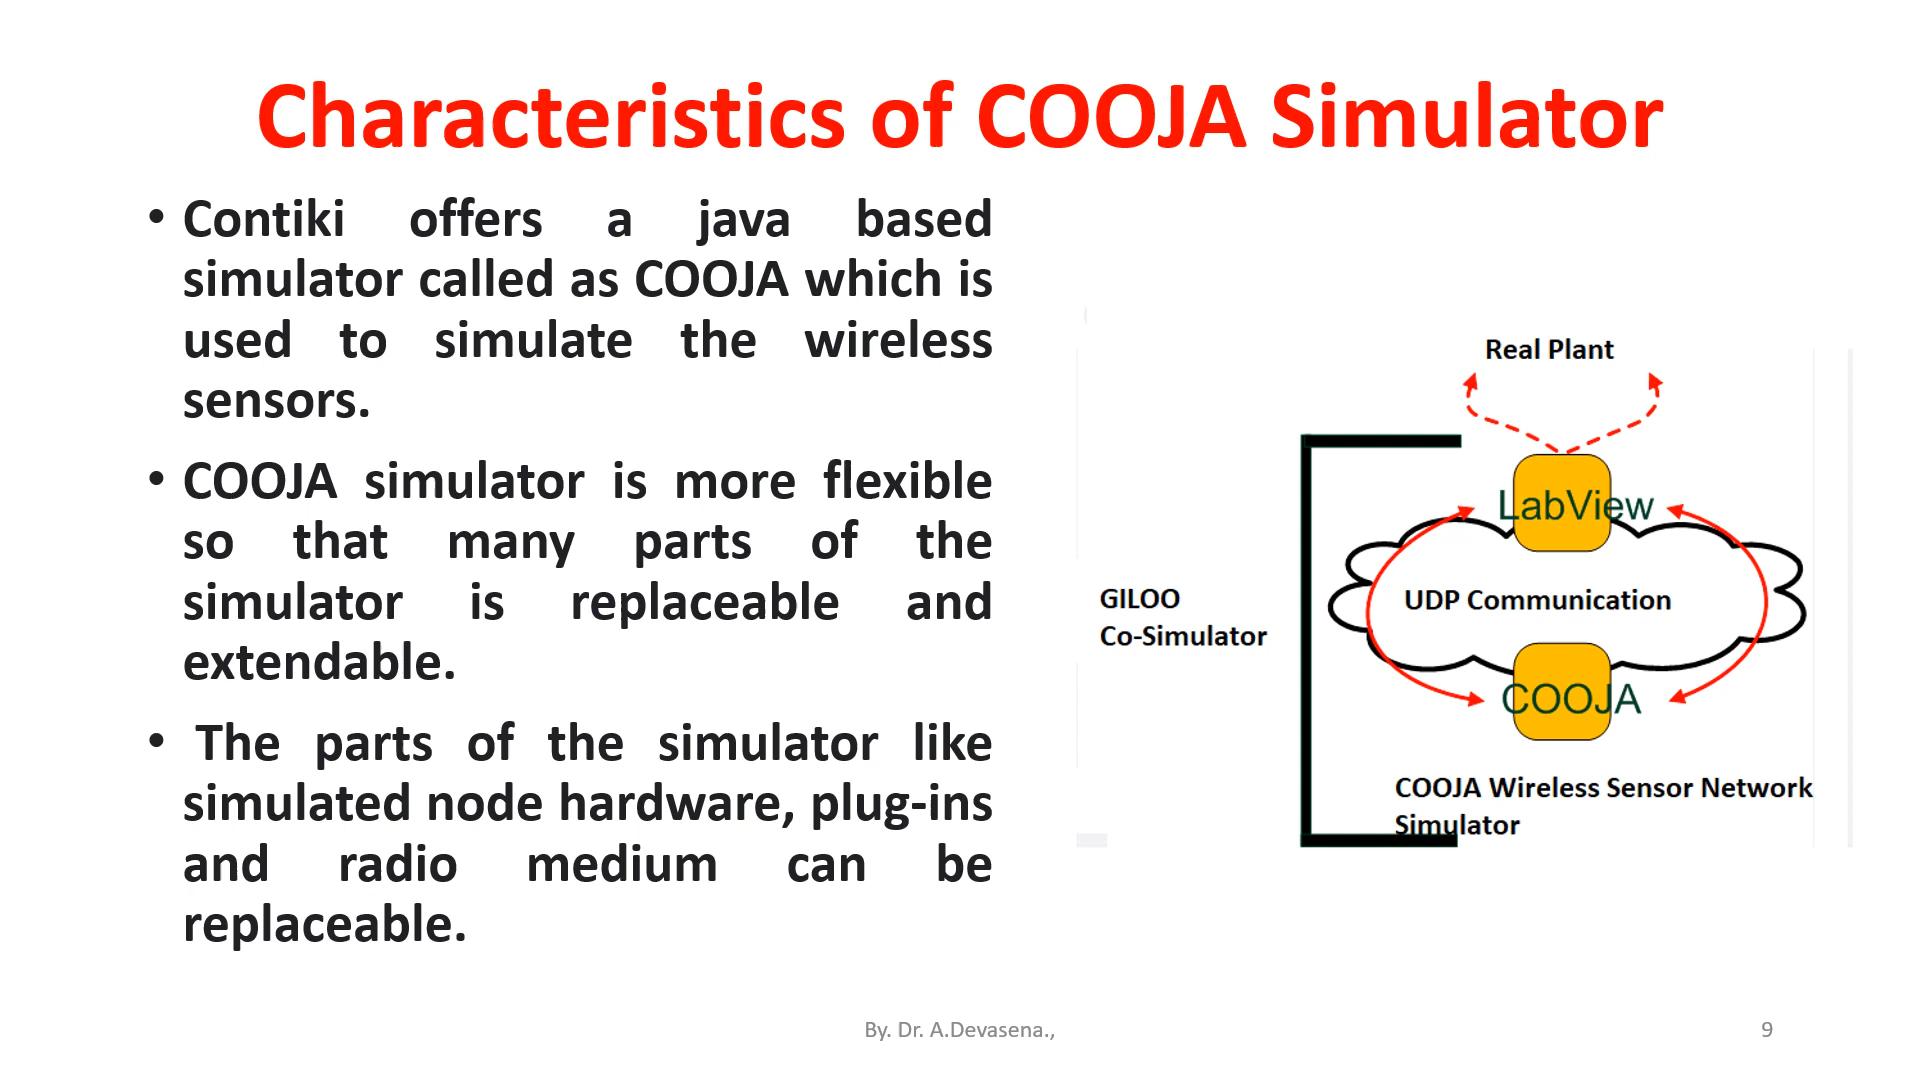 Characteristics of COOJA Simulator
• Contiki offers a java based
simulator called as COOJA which is
used to simulate the wireless
sensors.
• COOJA simulator is more flexible
so that many parts of the
simulator is replaceable and
extendable.
• The parts of the simulator like
simulated node hardware, plug-ins
and radio medium can be
replaceable.
Real Plant
LabView
UDP Communication
GILOO
Co-Simulator
COOJA
COOJA Wireless Sensor Network
Simulator
By. Dr. A.Devasena.,
9